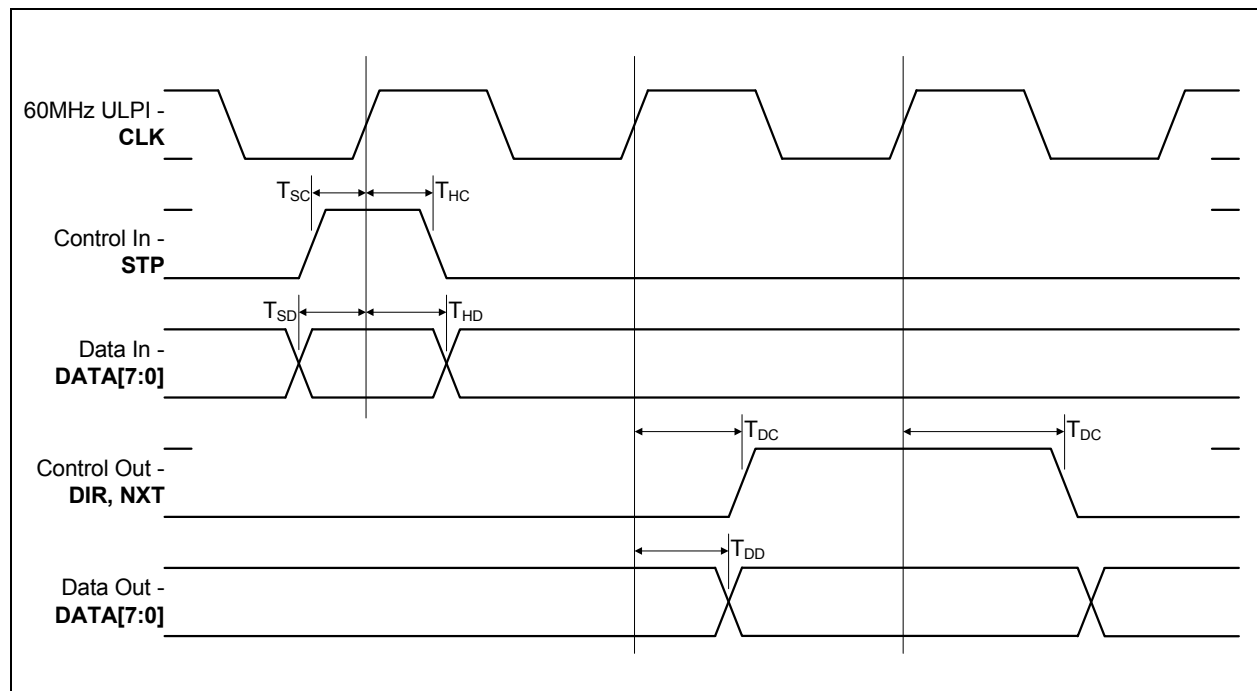 60MHz ULPI -
CLK
TSC
THC
Control In -
STP
TSD
THD
Data In -
DATA[7:0]
TDC
TDC
Control Out -
DIR, NXT
TDD
Data Out -
DATA[7:0]